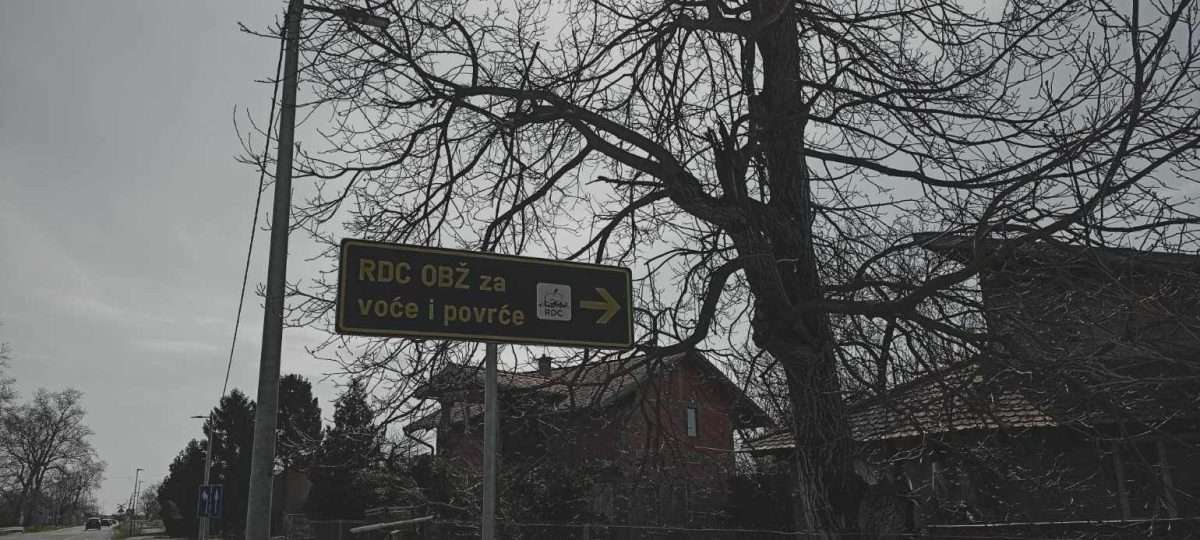 RDC OBŽ za
voće i povrće
RDC